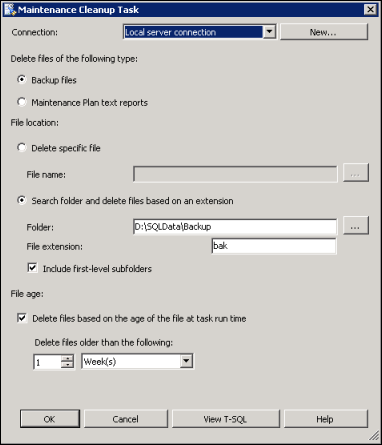 Maintenance Cleanup Task
Connection: Local server connection New...
Delete files of the following type:
Backup files
Maintenance Plan text reports
File location:
Delete specific file
File name: ...
Search folder and delete files based on an extension
Folder: D:\SQLData\Backup ...
File extension: bak
Include first-level subfolders
File age:
Delete files based on the age of the file at task run time
Delete files older than the following:
1 Week(s)
OK Cancel View T-SQL Help